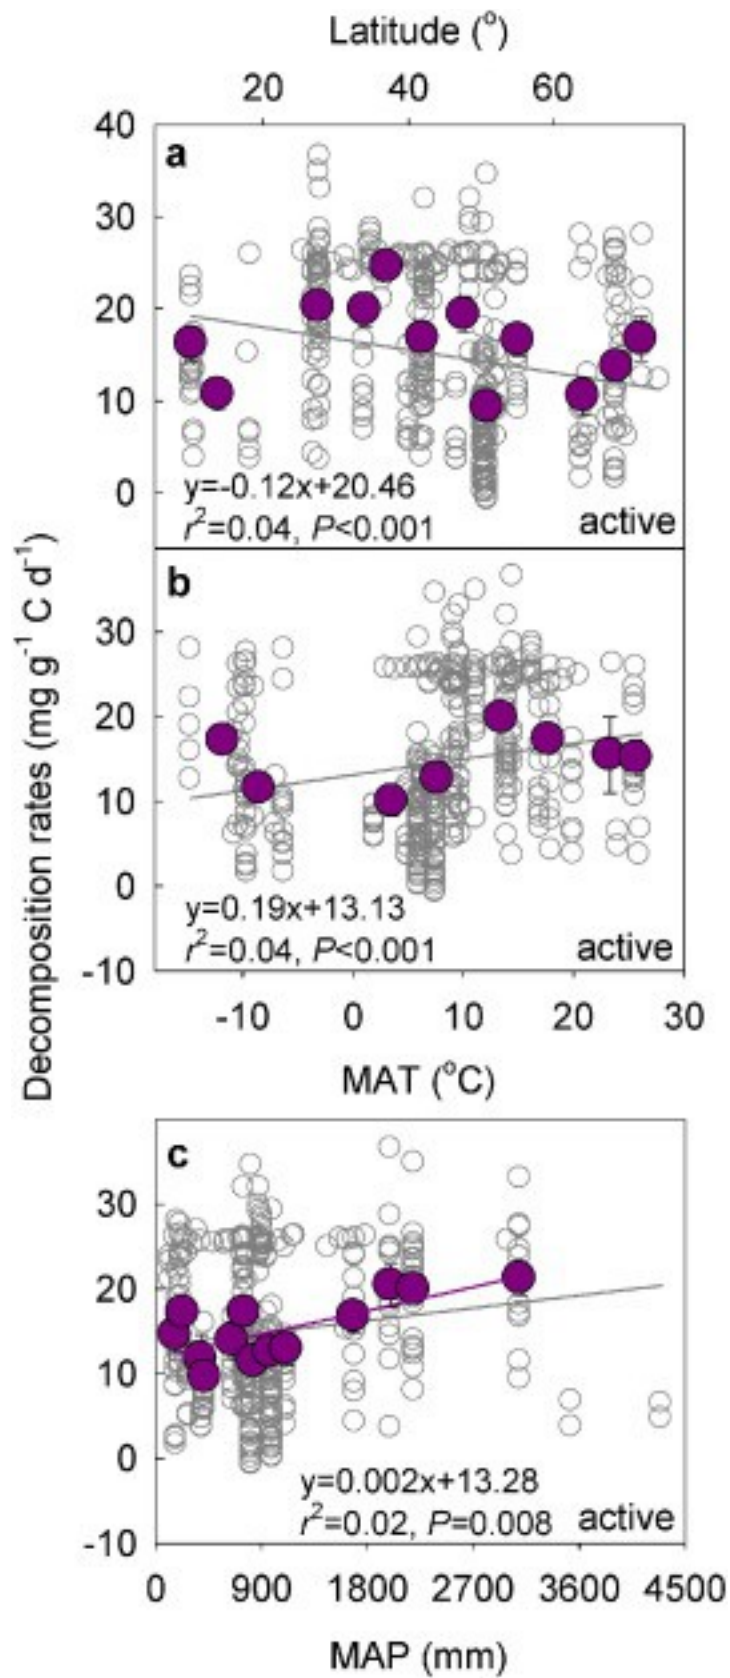 Latitude (°)
20 40 60
40
a
30
20
10
0
y=-0.12x+20.46
r²=0.04, P<0.001
active
Decomposition rates (mg g⁻¹ C d⁻¹)
b
30
20
10
0
-10
y=0.19x+13.13
r²=0.04, P<0.001
active
-10 0 10 20 30
MAT (°C)
c
30
20
10
0
-10
y=0.002x+13.28
r²=0.02, P=0.008
active
0 900 1800 2700 3600 4500
MAP (mm)